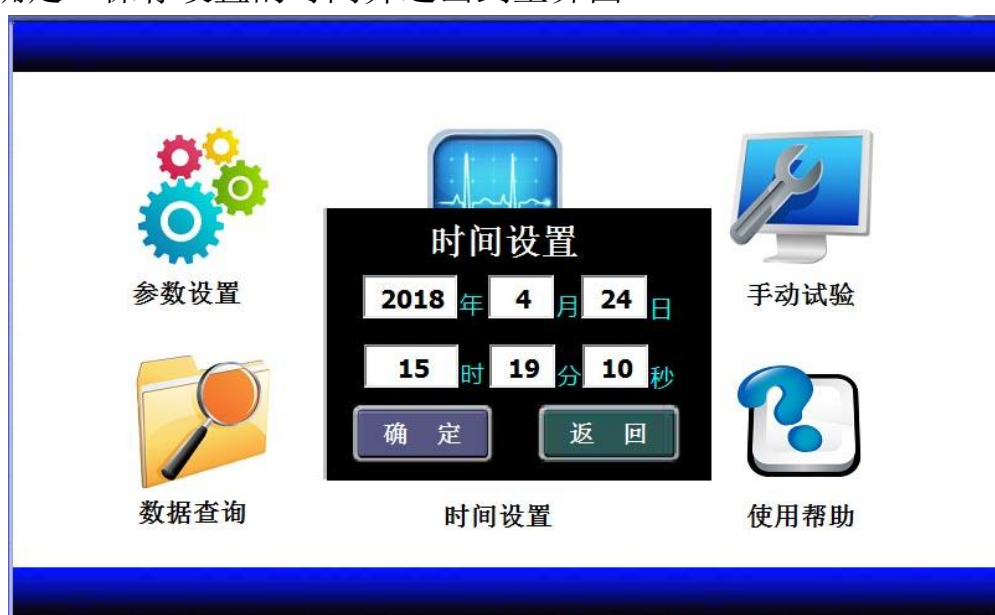 时间设置
参数设置
手动试验
2018 年 4 月 24 日
15 时 19 分 10 秒
确 定
返 回
数据查询
时间设置
使用帮助